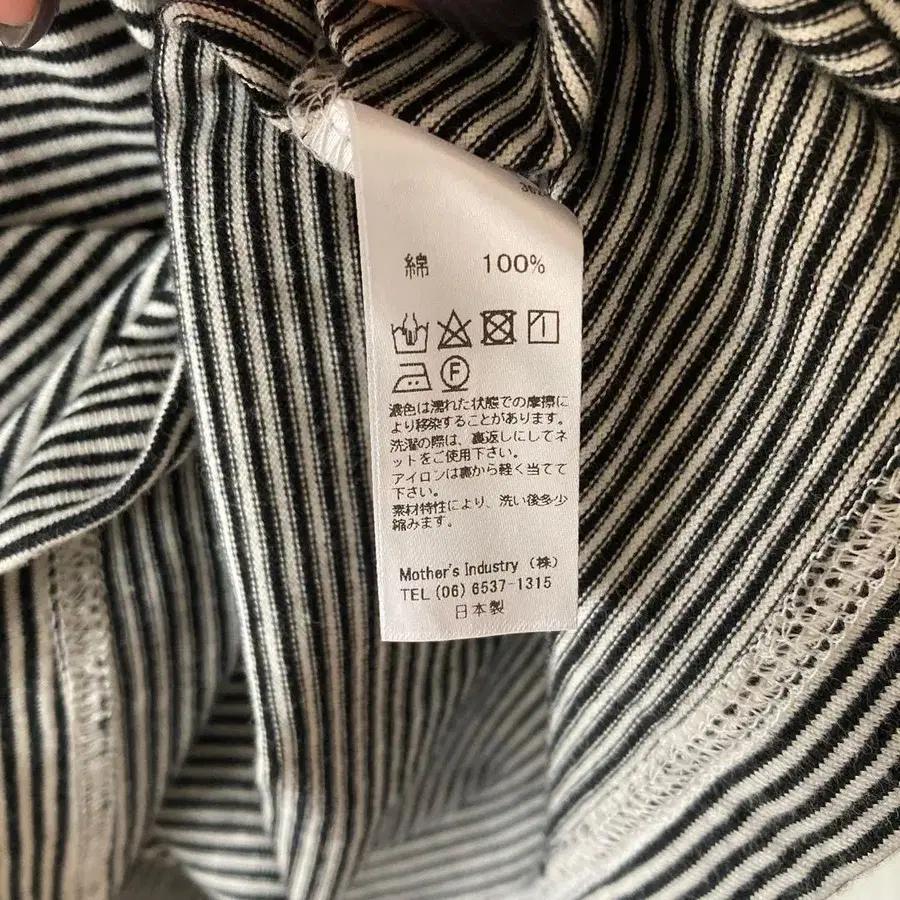 綿 100%
F
濃色は濡れた状態での摩擦に
より移染することがあります。
洗濯の際は、裏返しにしてネ
ットをご使用下さい。
アイロンは裏から軽く当てて
下さい。
素材特性により、洗い後多少
縮みます。
Mother's Industry (株)
TEL (06) 6537-1315
日本製